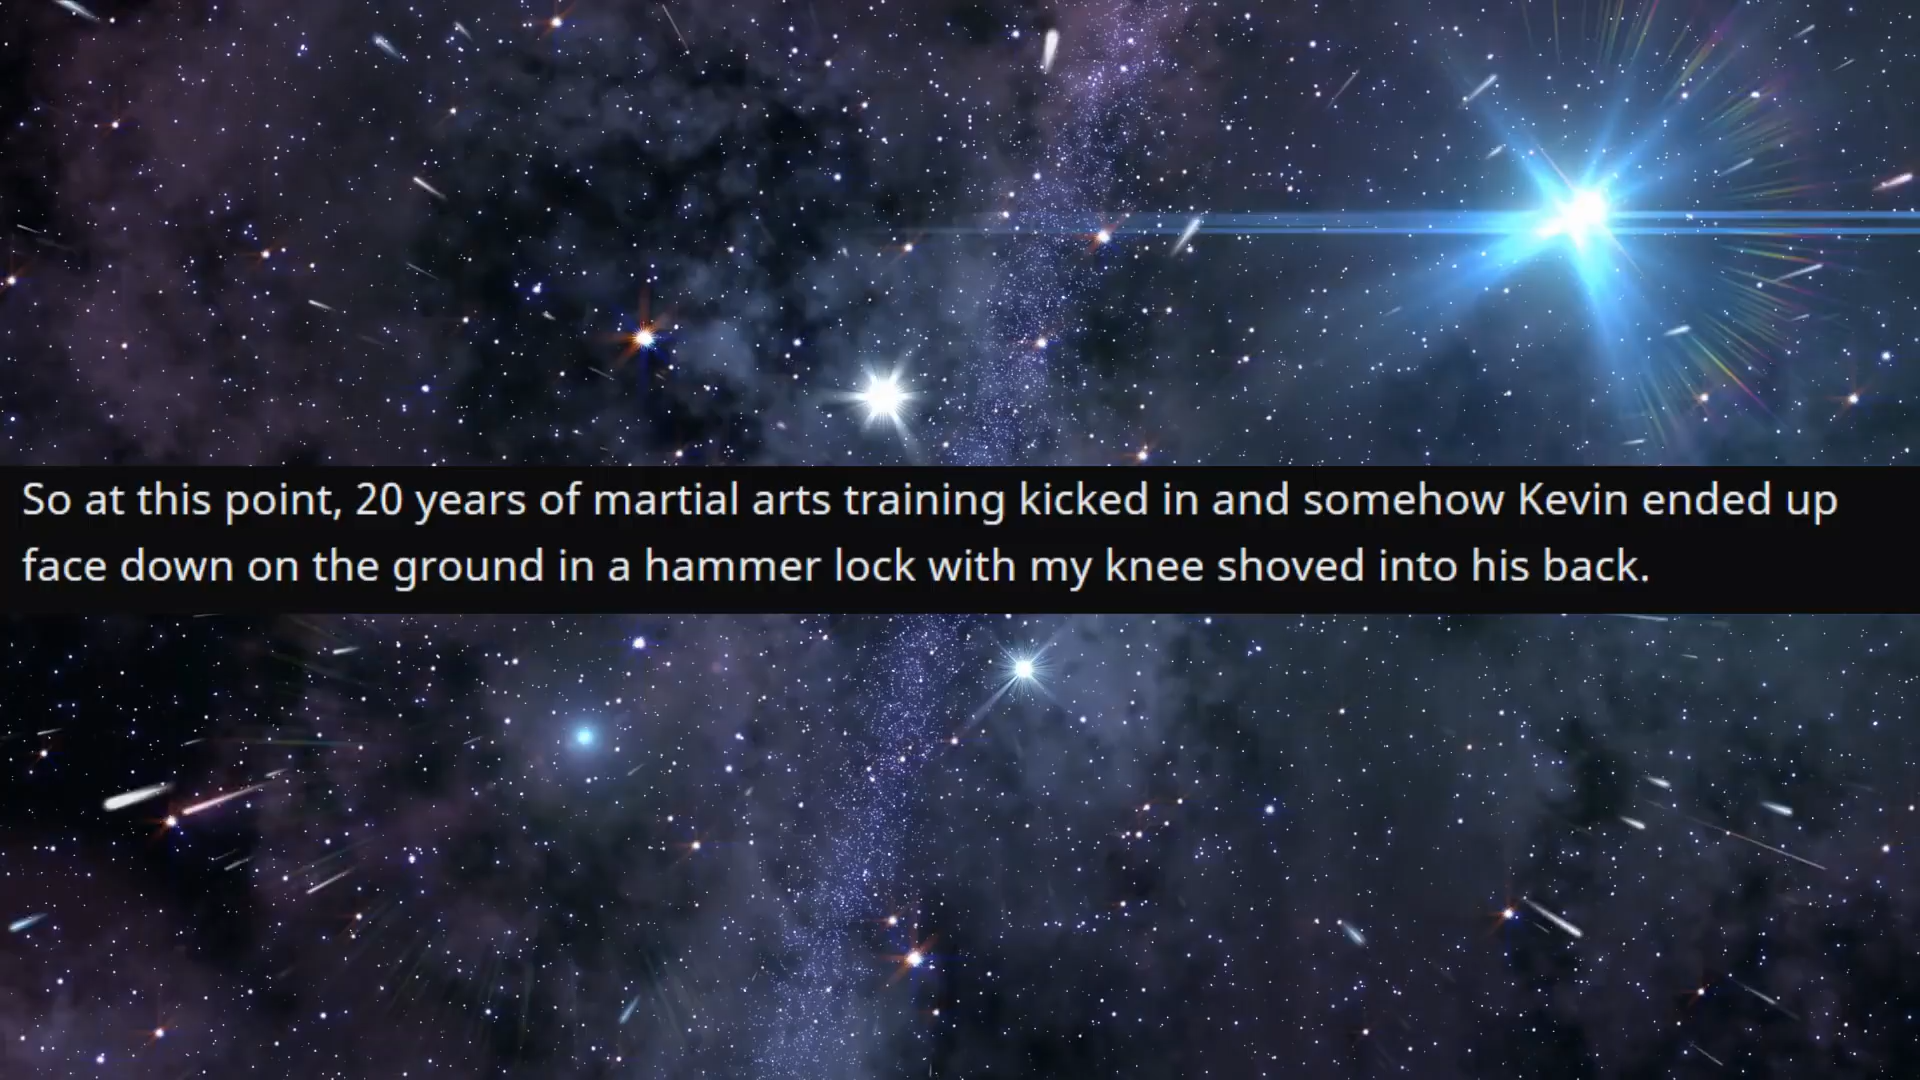 So at this point, 20 years of martial arts training kicked in and somehow Kevin ended up
face down on the ground in a hammer lock with my knee shoved into his back.